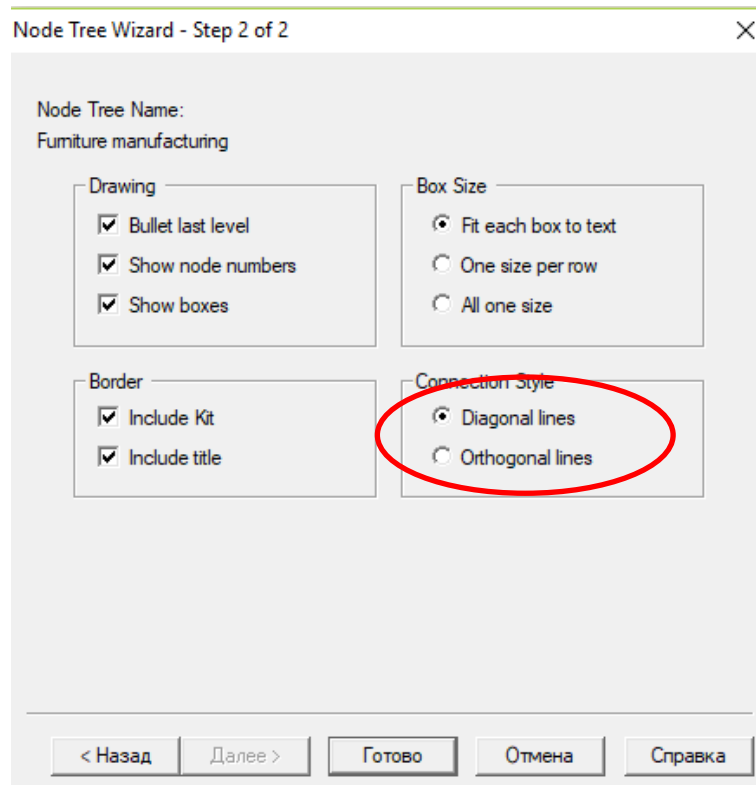 Node Tree Wizard - Step 2 of 2
Node Tree Name:
Furniture manufacturing
Drawing
Bullet last level
Show node numbers
Show boxes
Box Size
Fit each box to text
One size per row
All one size
Border
Include Kit
Include title
Connection Style
Diagonal lines
Orthogonal lines
< Назад
Далее >
Готово
Отмена
Справка